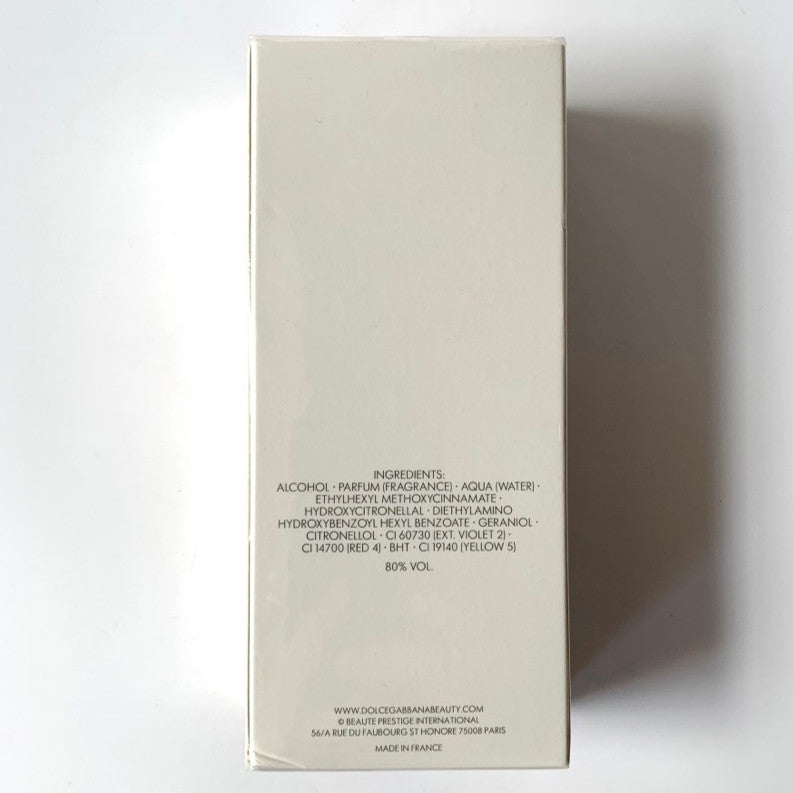 INGREDIENTS:
ALCOHOL · PARFUM (FRAGRANCE) · AQUA (WATER) ·
ETHYLHEXYL METHOXYCINNAMATE ·
HYDROXYCITRONELLAL · DIETHYLAMINO
HYDROXYBENZOYL HEXYL BENZOATE · GERANIOL ·
CITRONELLOL · CI 60730 (EXT. VIOLET 2) ·
CI 14700 (RED 4) · BHT · CI 19140 (YELLOW 5)
80% VOL.
WWW.DOLCEGABBANABEAUTY.COM
© BEAUTE PRESTIGE INTERNATIONAL
56/A RUE DU FAUBOURG ST HONORE 75008 PARIS
MADE IN FRANCE